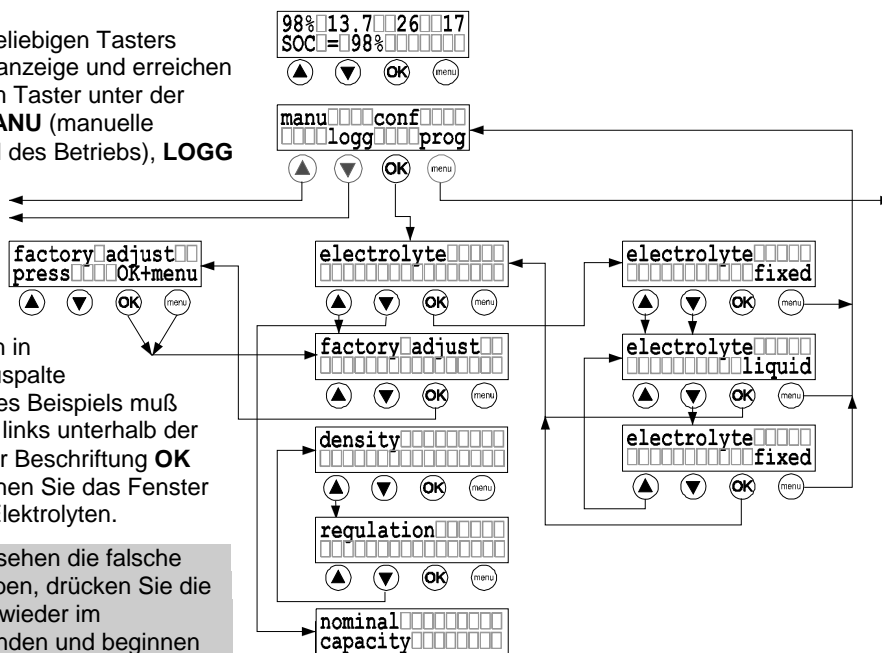 eliebigen Tasters
anzeige und erreichen
n Taster unter der
ANU (manuelle
des Betriebs), LOGG
98% 13.7 26 17
SOC = 98%
OK menu
manu conf
logg prog
OK menu
factory adjust
press OK+menu
OK menu
electrolyte
OK menu
electrolyte
fixed
OK menu
factory adjust
OK menu
electrolyte
liquid
OK menu
n in
uspalte
es Beispiels muß
links unterhalb der
r Beschriftung OK
nen Sie das Fenster
Elektrolyten.
density
OK menu
electrolyte
fixed
OK menu
regulation
OK menu
sehen die falsche
ben, drücken Sie die
wieder im
nden und beginnen
nominal
capacity